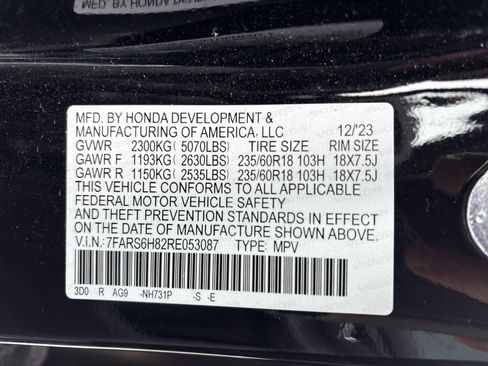 MFD. BY HONDA DEVELOPMENT &
MANUFACTURING OF AMERICA, LLC 12/'23
GVWR 2300KG ( 5070LBS) TIRE SIZE RIM SIZE
GAWR F 1193KG ( 2630LBS) 235/60R18 103H 18X7.5J
GAWR R 1150KG ( 2535LBS) 235/60R18 103H 18X7.5J
THIS VEHICLE CONFORMS TO ALL APPLICABLE
FEDERAL MOTOR VEHICLE SAFETY
AND THEFT PREVENTION STANDARDS IN EFFECT
ON THE DATE OF MANUFACTURE SHOWN ABOVE.
V.I.N.: 7FARS6H82RE053087 TYPE: MPV
3D0 R AG9 -NH731P -S -E